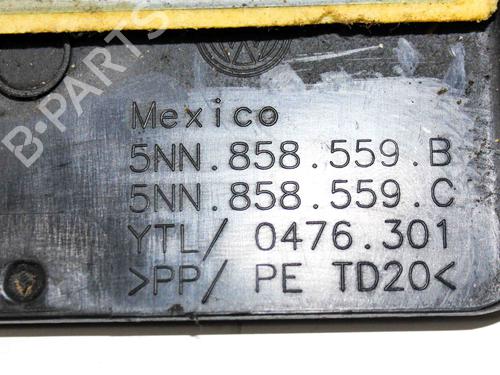 B-PARTS
Mexico
5NN.858.559.B
5NN.858.559.C
YTL/ 0476.301
>PP/ PE TD20<